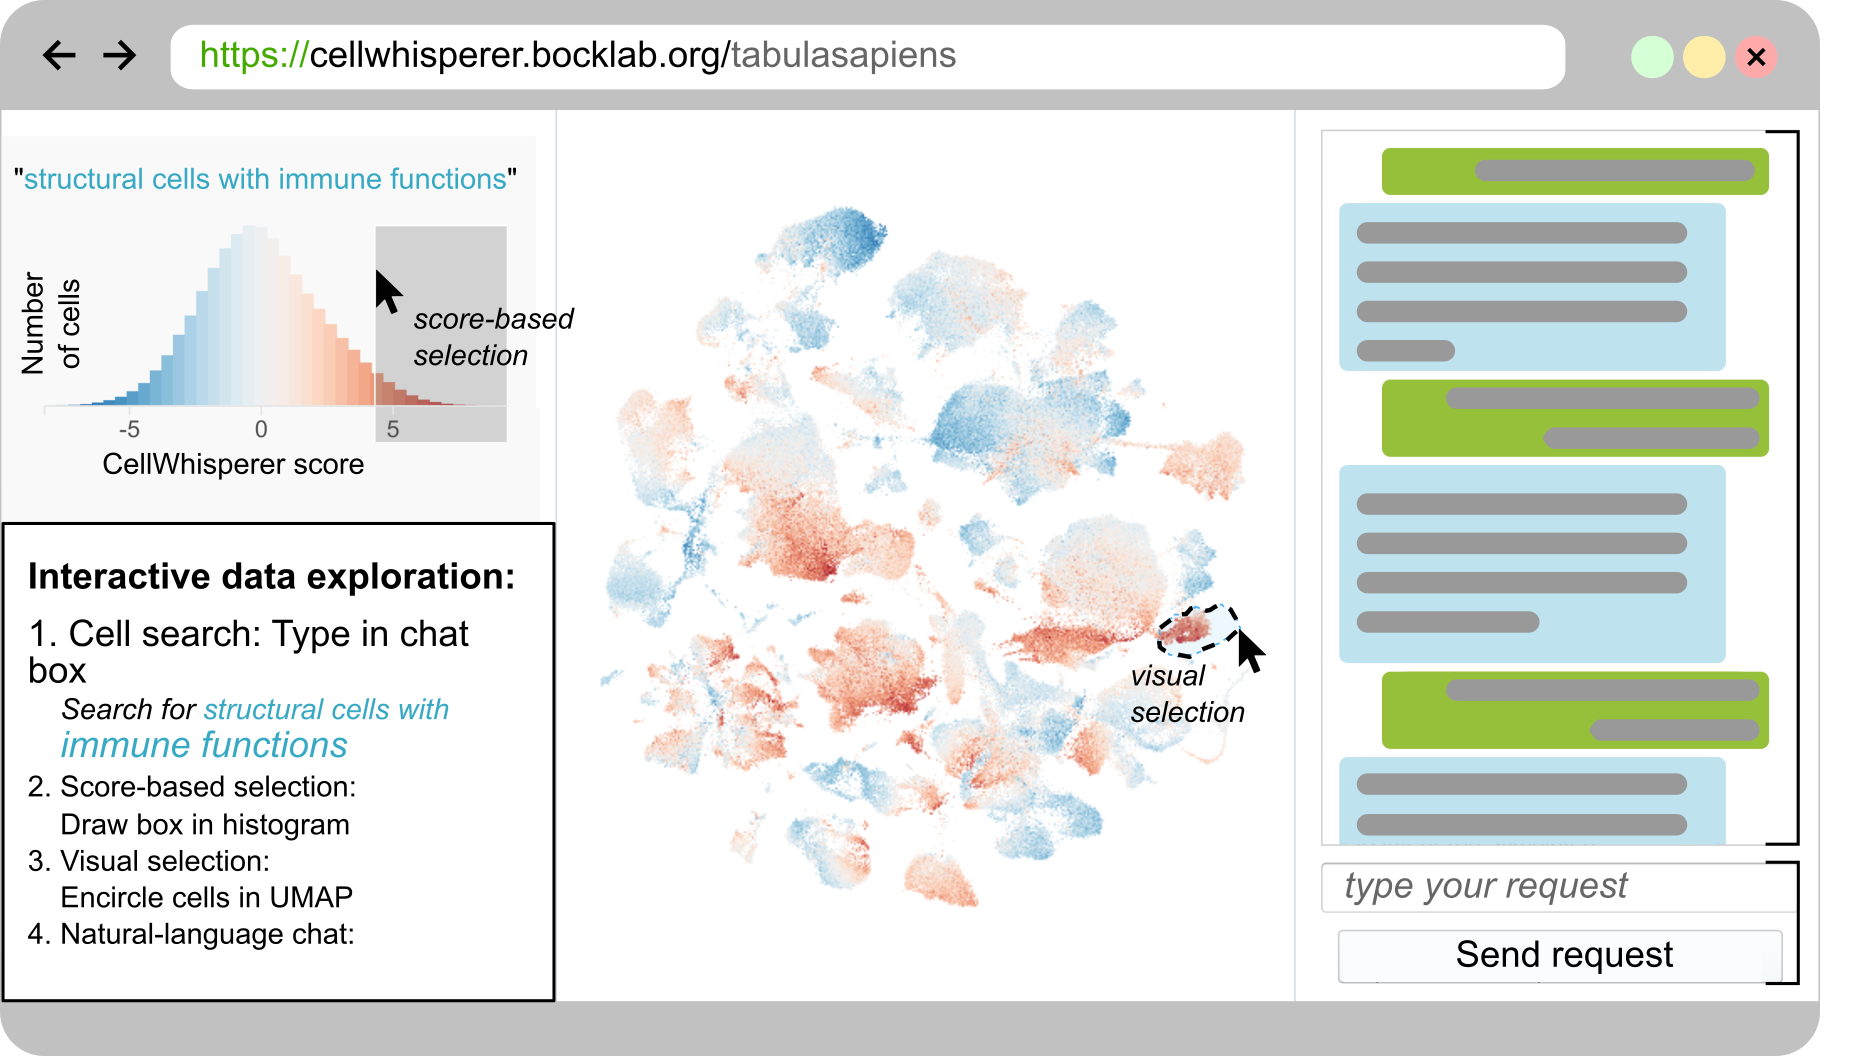 https://cellwhisperer.bocklab.org/tabulasapiens
"structural cells with immune functions"
Number
of cells
score-based
selection
-5 0 5
CellWhisperer score
Interactive data exploration:
1. Cell search: Type in chat
box
Search for structural cells with
immune functions
2. Score-based selection:
Draw box in histogram
3. Visual selection:
Encircle cells in UMAP
4. Natural-language chat:
visual
selection
type your request
Send request